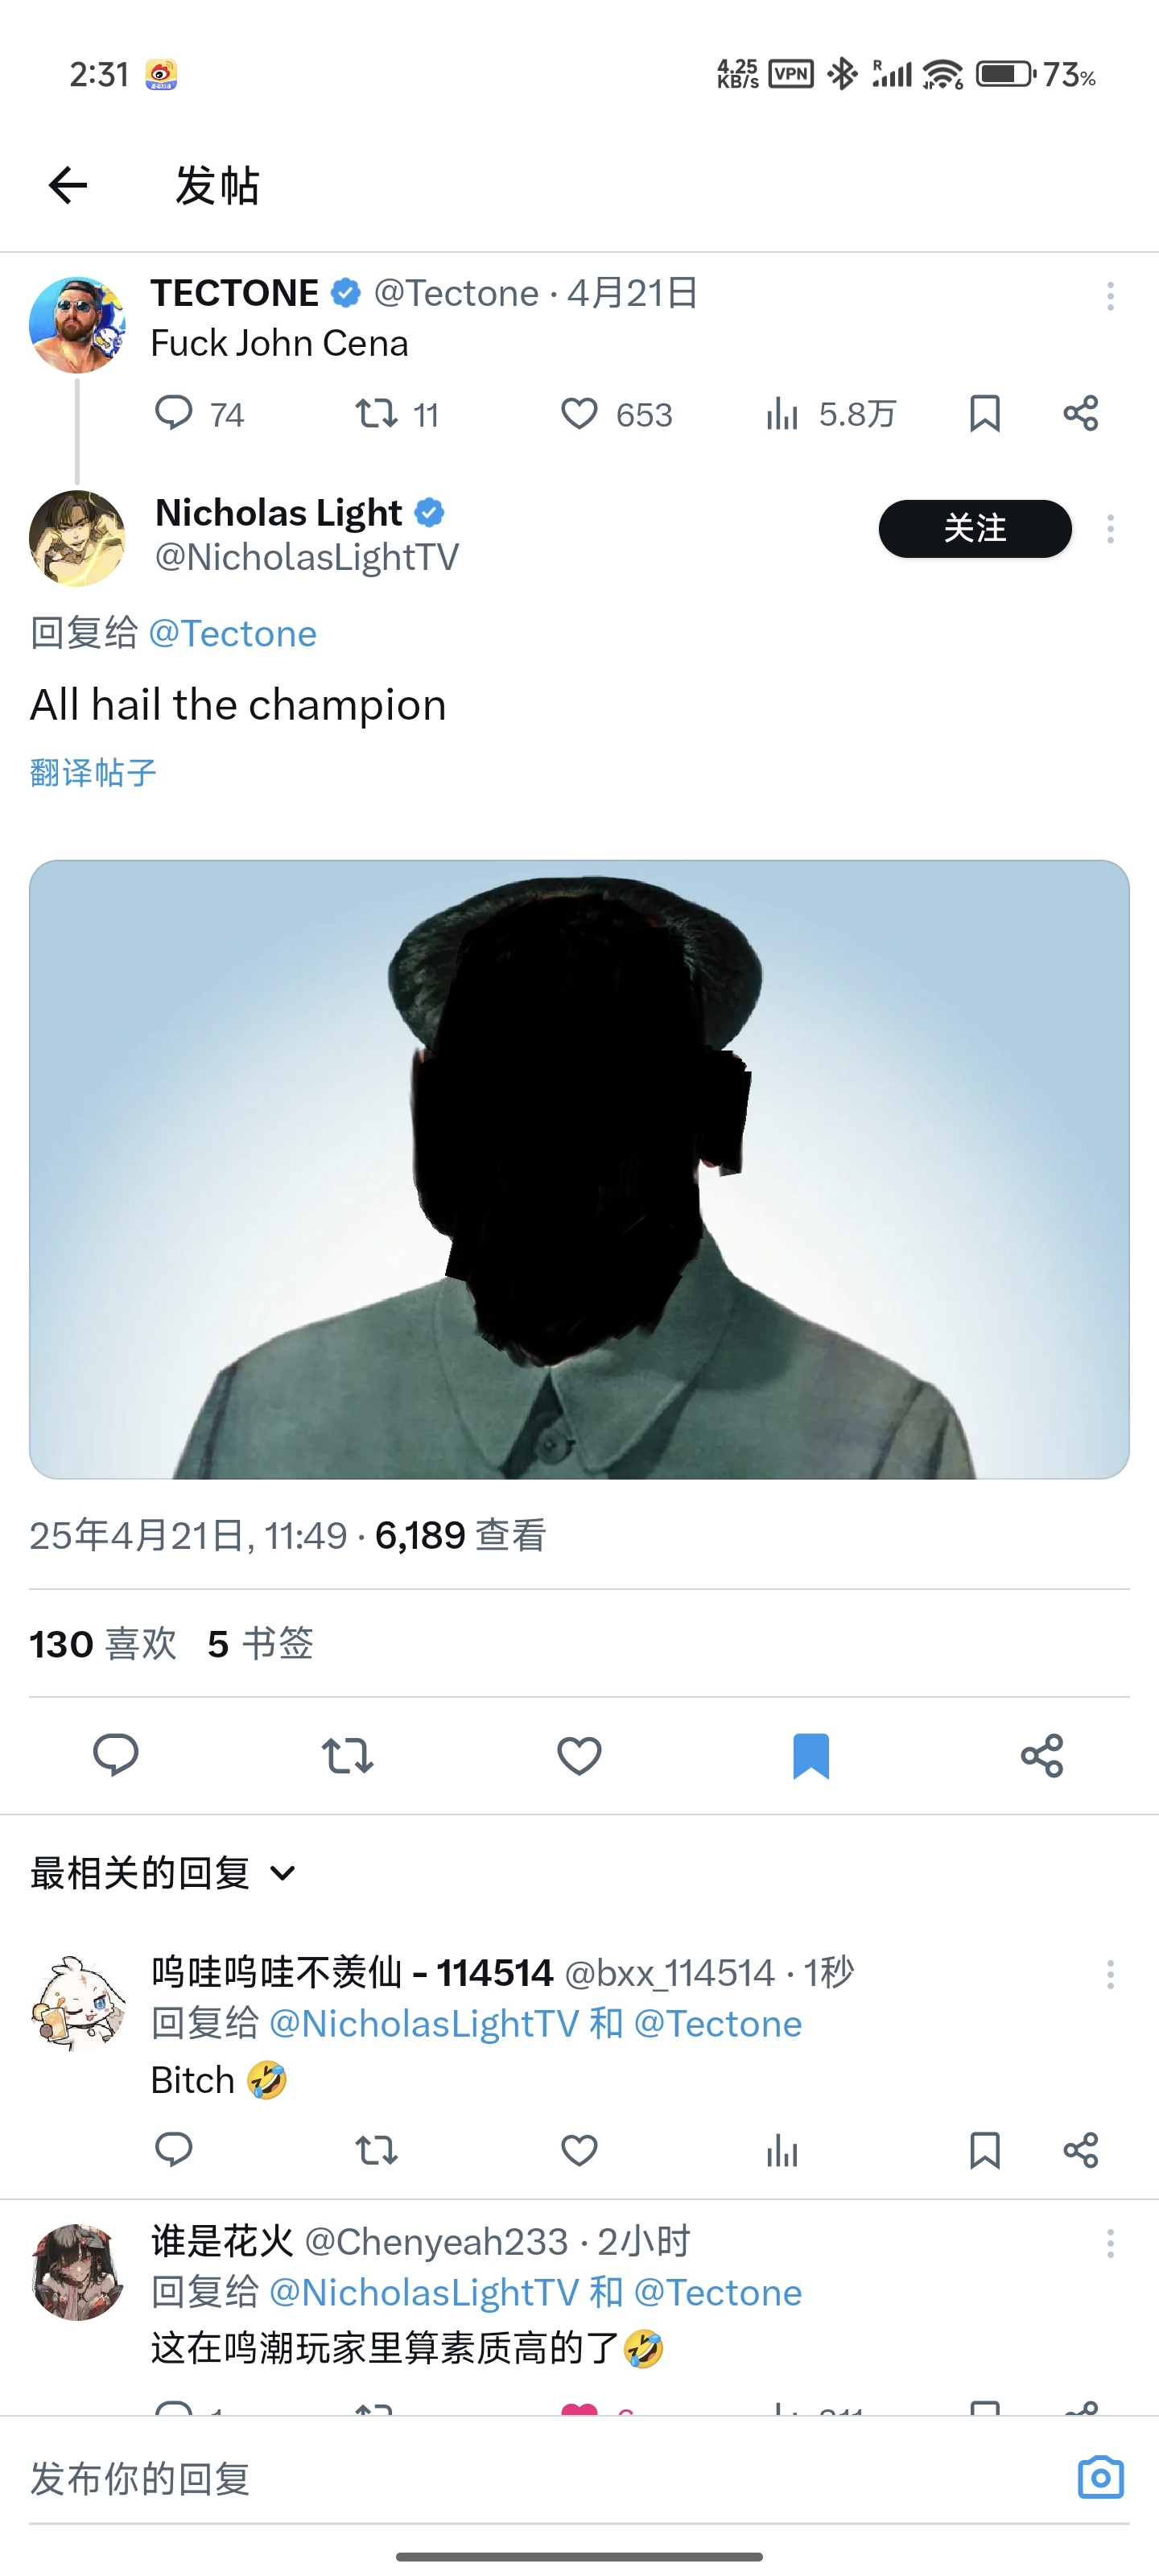 2:31
4.25
KB/s
VPN
R
6
73%
发帖
TECTONE @Tectone · 4月21日
Fuck John Cena
74 11 653 5.8万
Nicholas Light
@NicholasLightTV
关注
回复给 @Tectone
All hail the champion
翻译帖子
25年4月21日, 11:49 · 6,189 查看
130 喜欢 5 书签
最相关的回复
呜哇呜哇不羡仙 - 114514 @bxx_114514 · 1秒
回复给 @NicholasLightTV 和 @Tectone
Bitch 🤣
谁是花火 @Chenyeah233 · 2小时
回复给 @NicholasLightTV 和 @Tectone
这在鸣潮玩家里算素质高的了🤣
发布你的回复